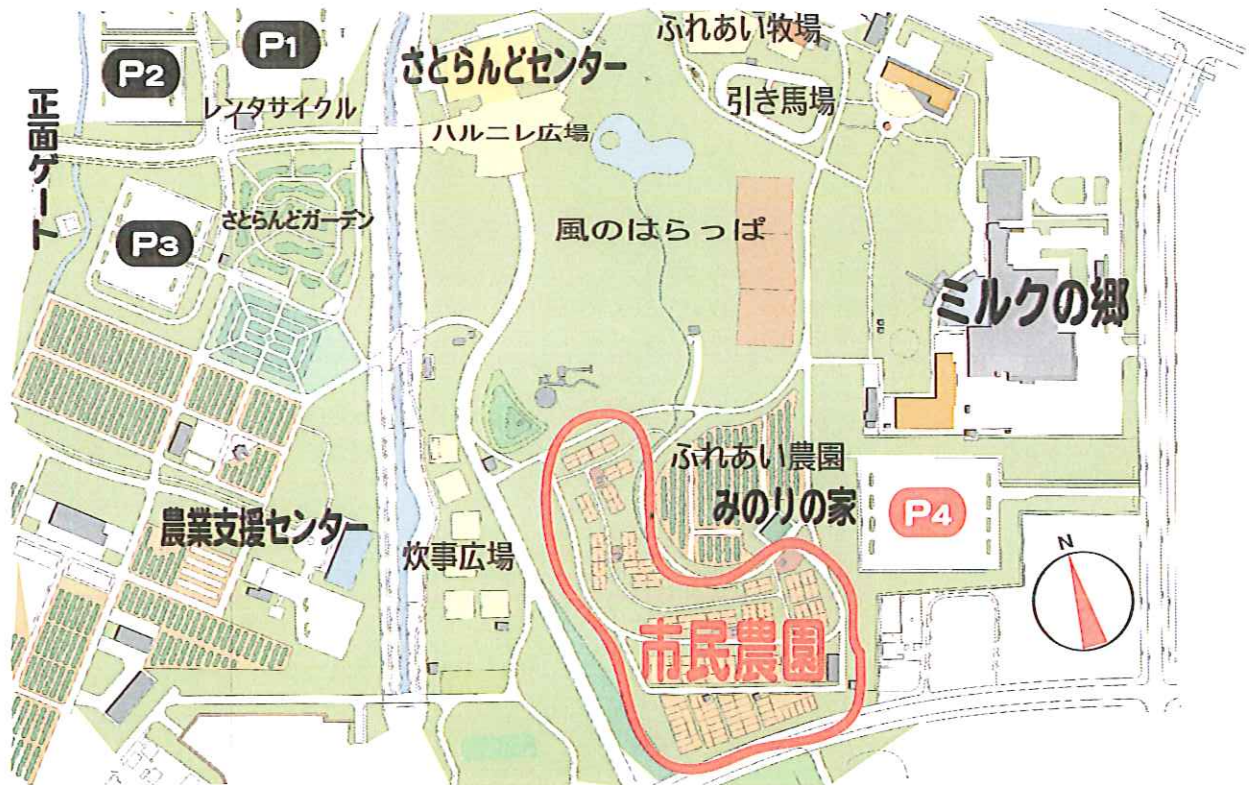 ふれあい牧場
P1
さとらんどセンター
P2
引き馬場
正面ゲート
レンタサイクル
ハルニレ広場
さとらんどガーデン
風のはらっぱ
P3
ミルクの郷
ふれあい農園
みのりの家
P4
農業支援センター
炊事広場
N
市民農園